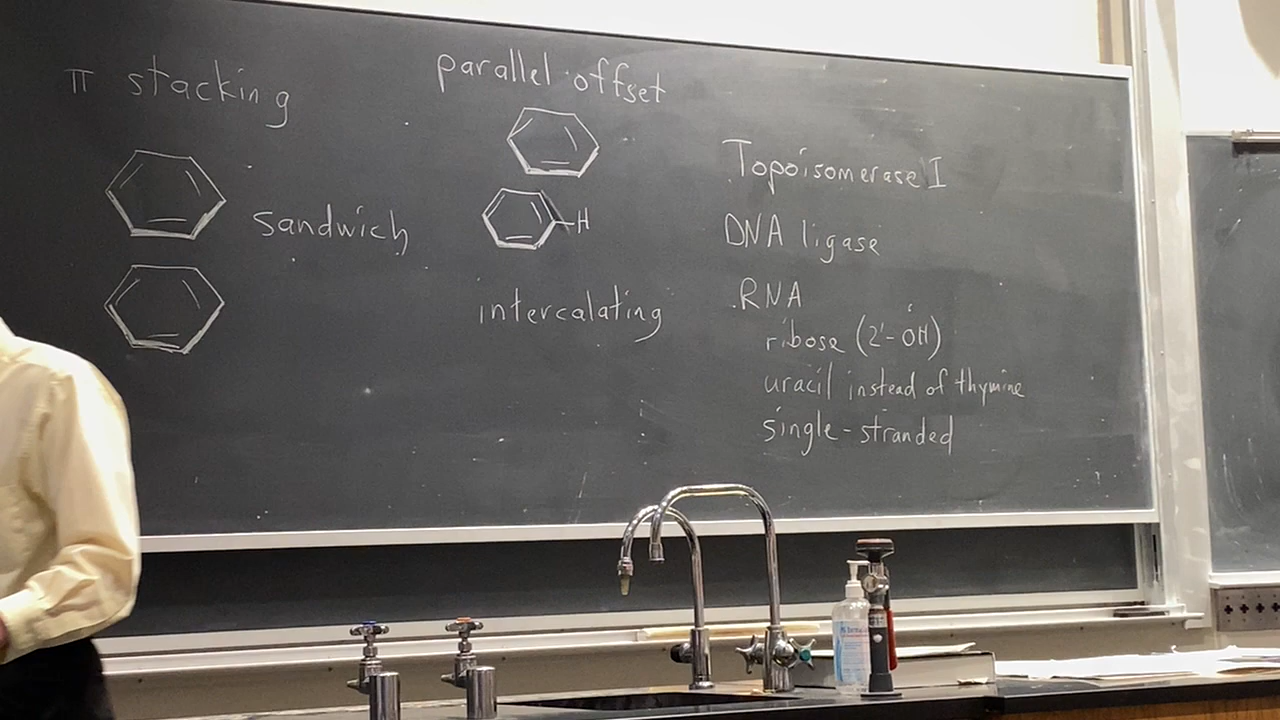 π stacking
sandwich
parallel offset
H
intercalating
Topoisomerase I
DNA ligase
RNA
ribose (2'-OH)
uracil instead of thymine
single-stranded